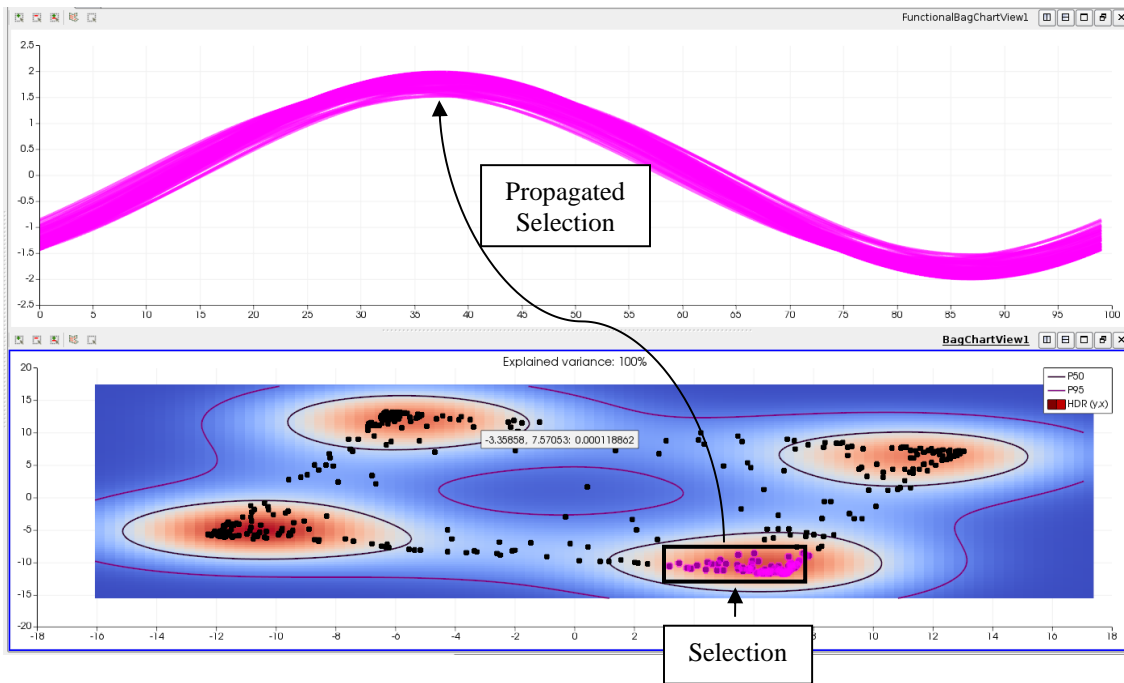 FunctionalBagChartView1
2.5
2
1.5
1
0.5
0
-0.5
-1
-1.5
-2
-2.5
0 5 10 15 20 25 30 35 40 45 50 55 60 65 70 75 80 85 90 95 100
Propagated
Selection
BagChartView1
Explained variance: 100%
P50
P95
HDR (y,x)
20
15
10
5
0
-5
-10
-15
-20
-3.35858, 7.57053: 0.000118862
-18 -16 -14 -12 -10 -8 -6 -4 -2 0 2 8 10 12 14 16 18
Selection